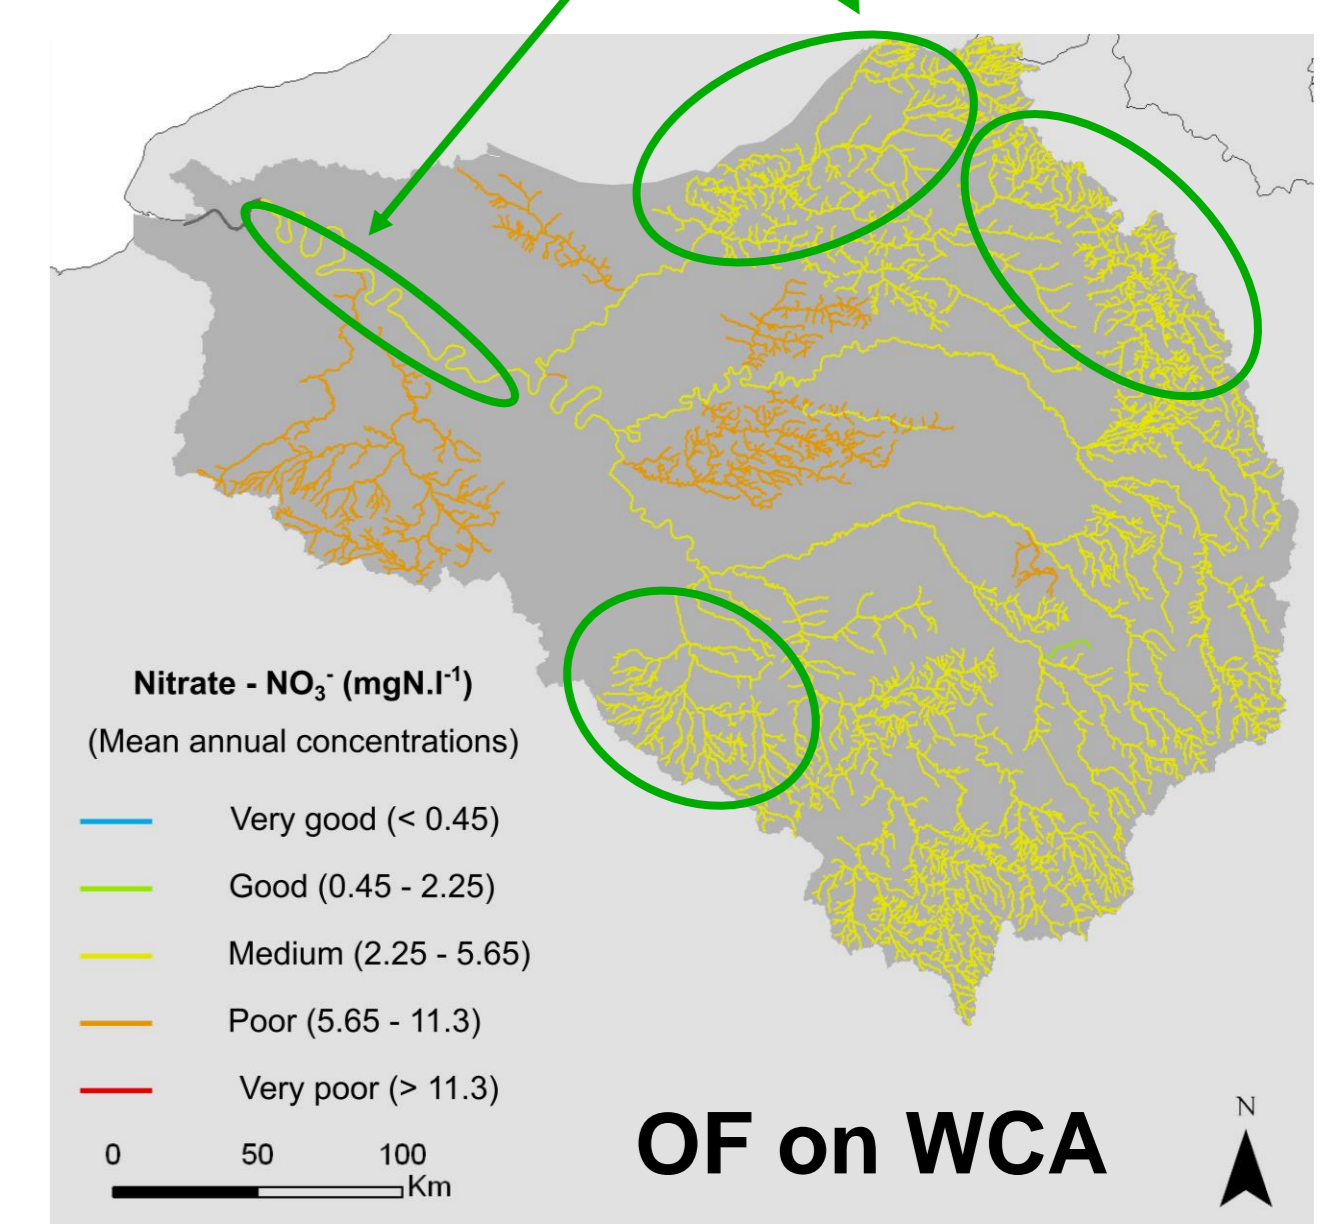 Nitrate - NO₃⁻ (mgN.l⁻¹)
(Mean annual concentrations)
Very good (< 0.45)
Good (0.45 - 2.25)
Medium (2.25 - 5.65)
Poor (5.65 - 11.3)
Very poor (> 11.3)
0 50 100
Km
OF on WCA
N